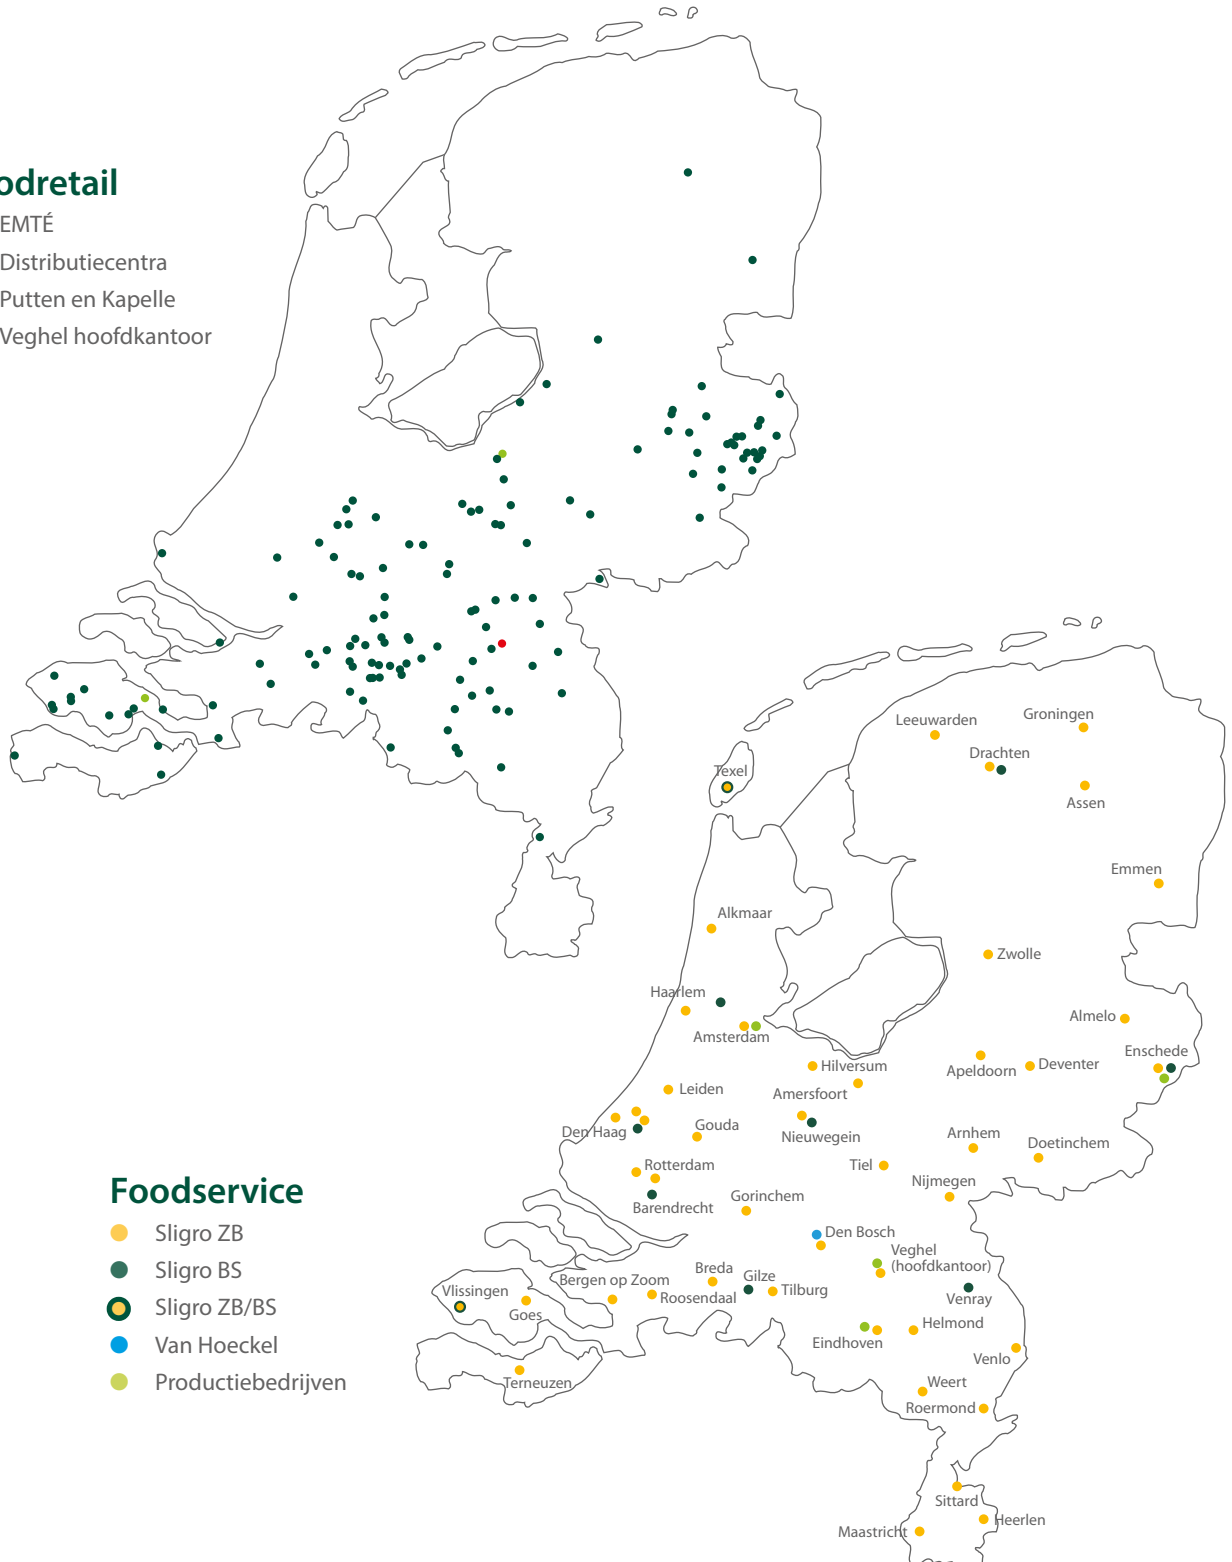 odretail
EMTÉ
Distributiecentra
Putten en Kapelle
Veghel hoofdkantoor
Leeuwarden
Groningen
Drachten
Texel
Assen
Emmen
Alkmaar
Zwolle
Haarlem
Almelo
Amsterdam
Enschede
Hilversum
Deventer
Apeldoorn
Amersfoort
Leiden
Gouda
Den Haag
Nieuwegein
Arnhem
Doetinchem
Tiel
Rotterdam
Nijmegen
Barendrecht
Gorinchem
Den Bosch
Veghel
(hoofdkantoor)
Breda
Gilze
Bergen op Zoom
Vlissingen
Tilburg
Roosendaal
Venray
Goes
Helmond
Eindhoven
Venlo
Terneuzen
Weert
Roermond
Sittard
Heerlen
Maastricht
Foodservice
Sligro ZB
Sligro BS
Sligro ZB/BS
Van Hoeckel
Productiebedrijven